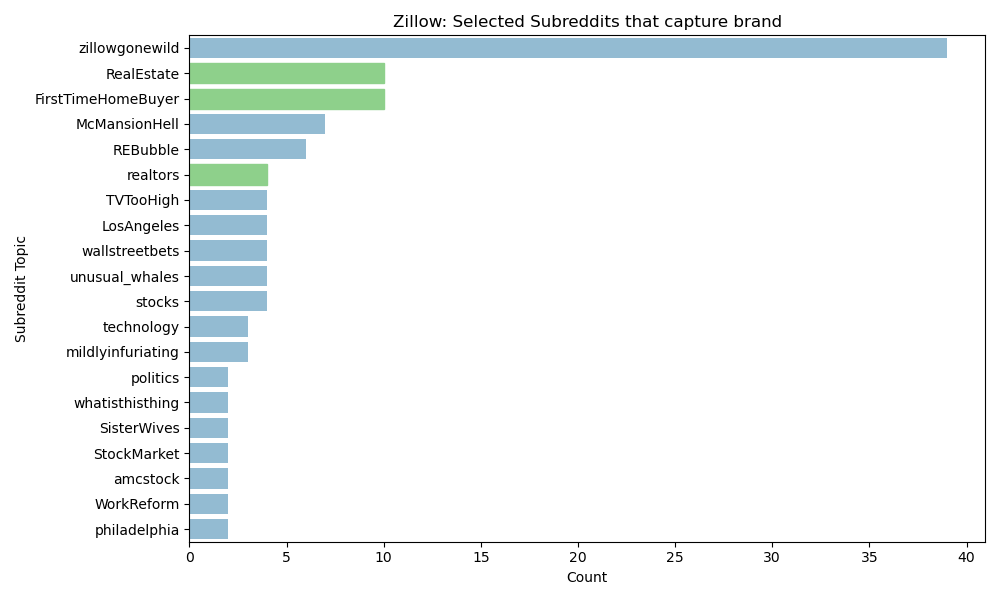 Zillow: Selected Subreddits that capture brand
Subreddit Topic
zillowgonewild
RealEstate
FirstTimeHomeBuyer
McMansionHell
REBubble
realtors
TVTooHigh
LosAngeles
wallstreetbets
unusual_whales
stocks
technology
mildlyinfuriating
politics
whatisthisthing
SisterWives
StockMarket
amcstock
WorkReform
philadelphia
0 5 10 15 20 25 30 35 40
Count